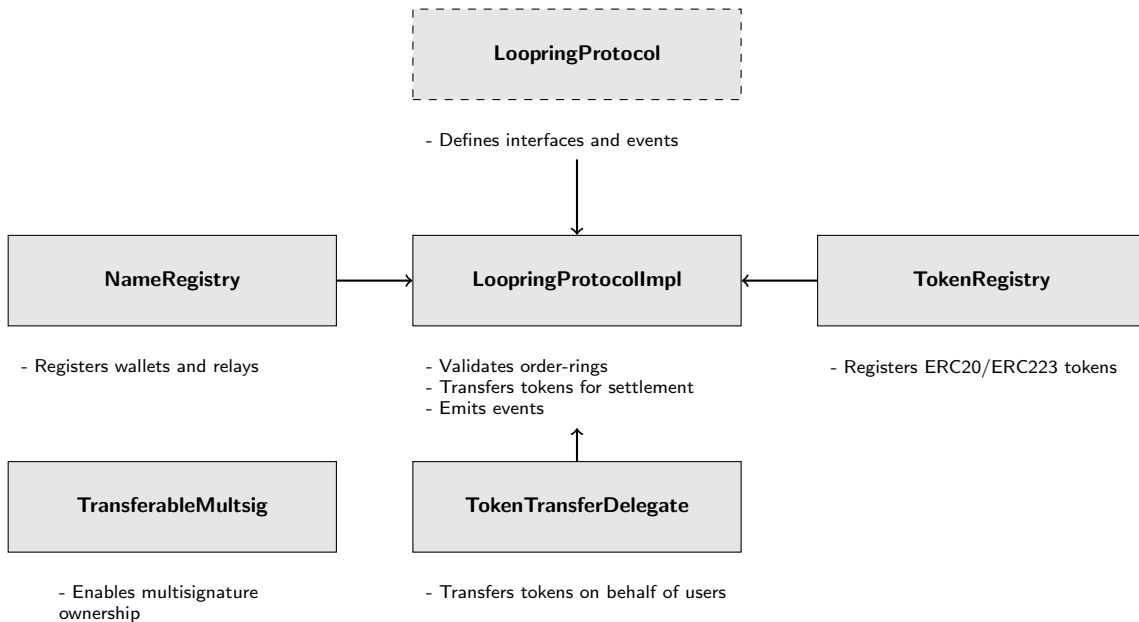 LoopringProtocol
- Defines interfaces and events
NameRegistry
LoopringProtocolImpl
TokenRegistry
- Registers wallets and relays
- Validates order-rings
- Transfers tokens for settlement
- Emits events
- Registers ERC20/ERC223 tokens
TransferableMultsig
TokenTransferDelegate
- Enables multisignature
ownership
- Transfers tokens on behalf of users